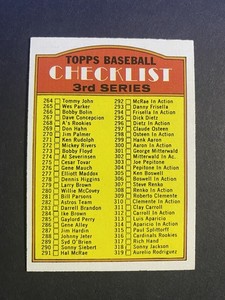 TOPPS BASEBALL
CHECKLIST
3rd SERIES
264 Tommy John
265 Wes Parker
266 Bobby Bolin
267 Dave Concepcion
268 A's Rookies
269 Don Hahn
270 Jim Palmer
271 Ken Rudolph
272 Mickey Rivers
273 Bobby Floyd
274 Al Severinsen
275 Cesar Tovar
276 Gene Mauch
277 Elliott Maddox
278 Dennis Higgins
279 Larry Brown
280 Willie McCovey
281 Bill Parsons
282 Astros Team
283 Darrell Brandon
284 Ike Brown
285 Gaylord Perry
286 Gene Alley
287 Jim Hardin
288 Johnny Jeter
289 Syd O'Brien
290 Sonny Siebert
291 Hal McRae
292 McRae In Action
293 Danny Frisella
294 Frisella In Action
295 Dick Dietz
296 Dietz In Action
297 Claude Osteen
298 Osteen In Action
299 Hank Aaron
300 Aaron In Action
301 George Mitterwald
302 Mitterwald In Ac.
303 Joe Pepitone
304 Pepitone In Action
305 Ken Boswell
306 Boswell In Action
307 Steve Renko
308 Renko In Action
309 Roberto Clemente
310 Clemente In Action
311 Clay Carroll
312 Carroll In Action
313 Luis Aparicio
314 Aparicio In Action
315 Paul Splittorff
316 Cardinals Rookies
317 Rich Hand
318 Sonny Jackson
319 Aurelio Rodriguez